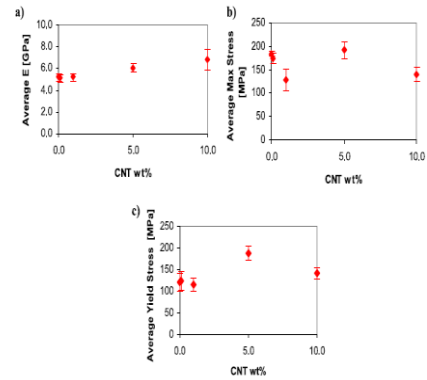 a)
Average E [GPa]
10,0
8,0
6,0
4,0
2,0
0,0
0,0 5,0 10,0
CNT wt%
b)
Average Max Stress
[MPa]
200
150
100
50
0
0,0 5,0 10,0
CNT wt%
c)
Average Yield Stress [MPa]
250
200
150
100
50
0
0,0 5,0 10,0
CNT wt%